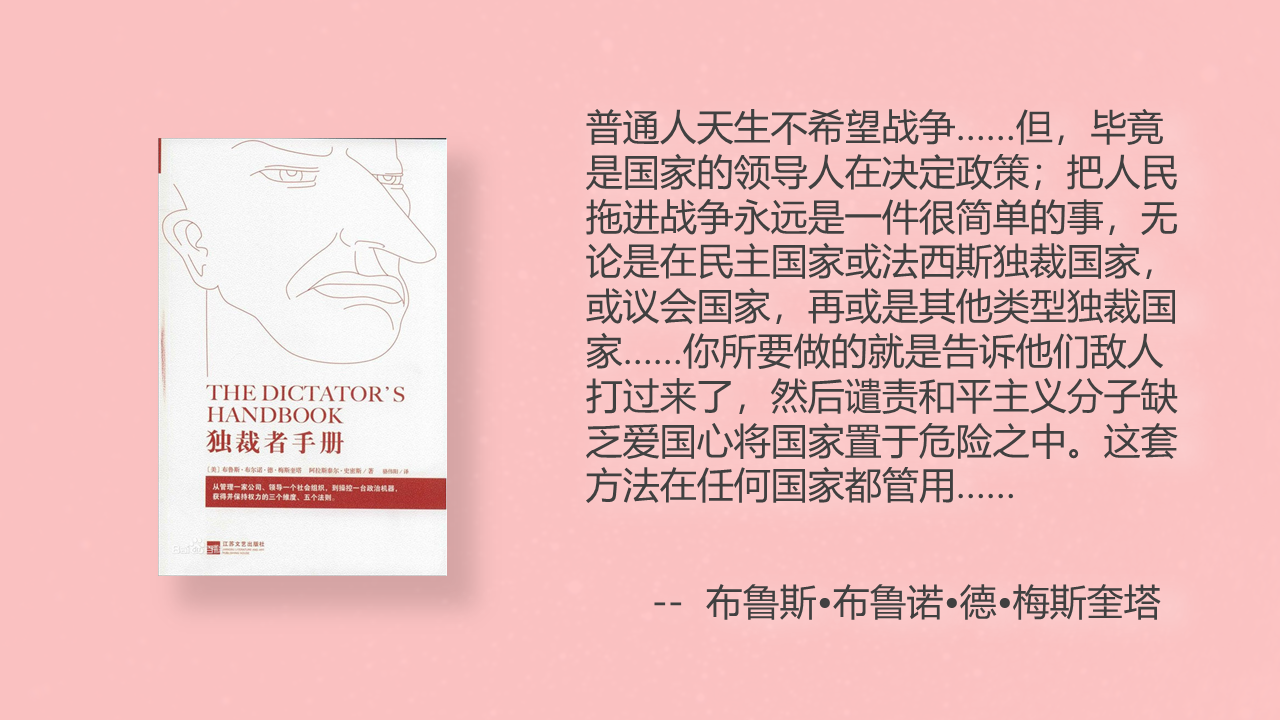 普通人天生不希望战争……但，毕竟
是国家的领导人在决定政策；把人民
拖进战争永远是一件很简单的事，无
论是在民主国家或法西斯独裁国家，
或议会国家，再或是其他类型独裁国
家……你所要做的就是告诉他们敌人
打过来了，然后谴责和平主义分子缺
乏爱国心将国家置于危险之中。这套
方法在任何国家都管用……
-- 布鲁斯•布鲁诺•德•梅斯奎塔
THE DICTATOR'S
HANDBOOK
独裁者手册
［美］布鲁斯·布尔诺·德·梅斯奎塔 阿拉斯泰尔·史密斯／著 骆伟阳／译
从管理一家公司、领导一个社会组织，到操控一台政治机器，
获得并保持权力的三个维度、五个法则。
江苏文艺出版社